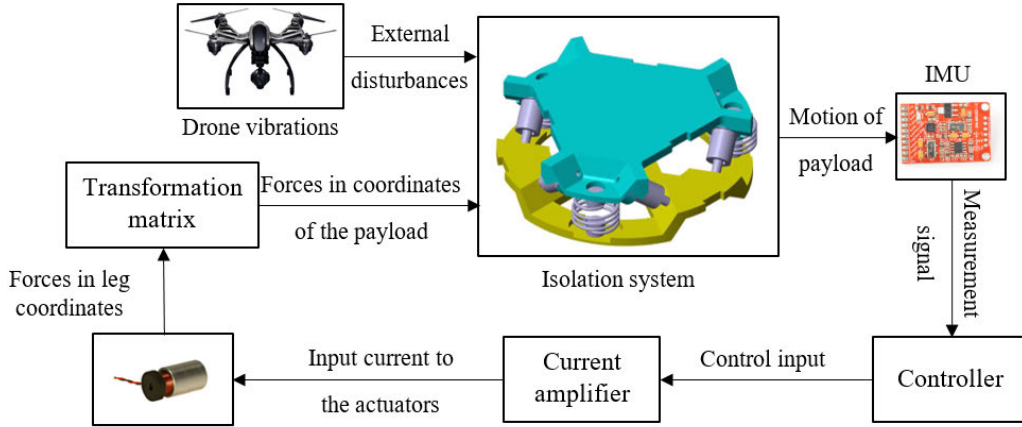 External
disturbances
Drone vibrations
IMU
Motion of
payload
Transformation
matrix
Forces in coordinates
of the payload
Isolation system
Measurement
signal
Forces in leg
coordinates
Input current to
the actuators
Current
amplifier
Control input
Controller